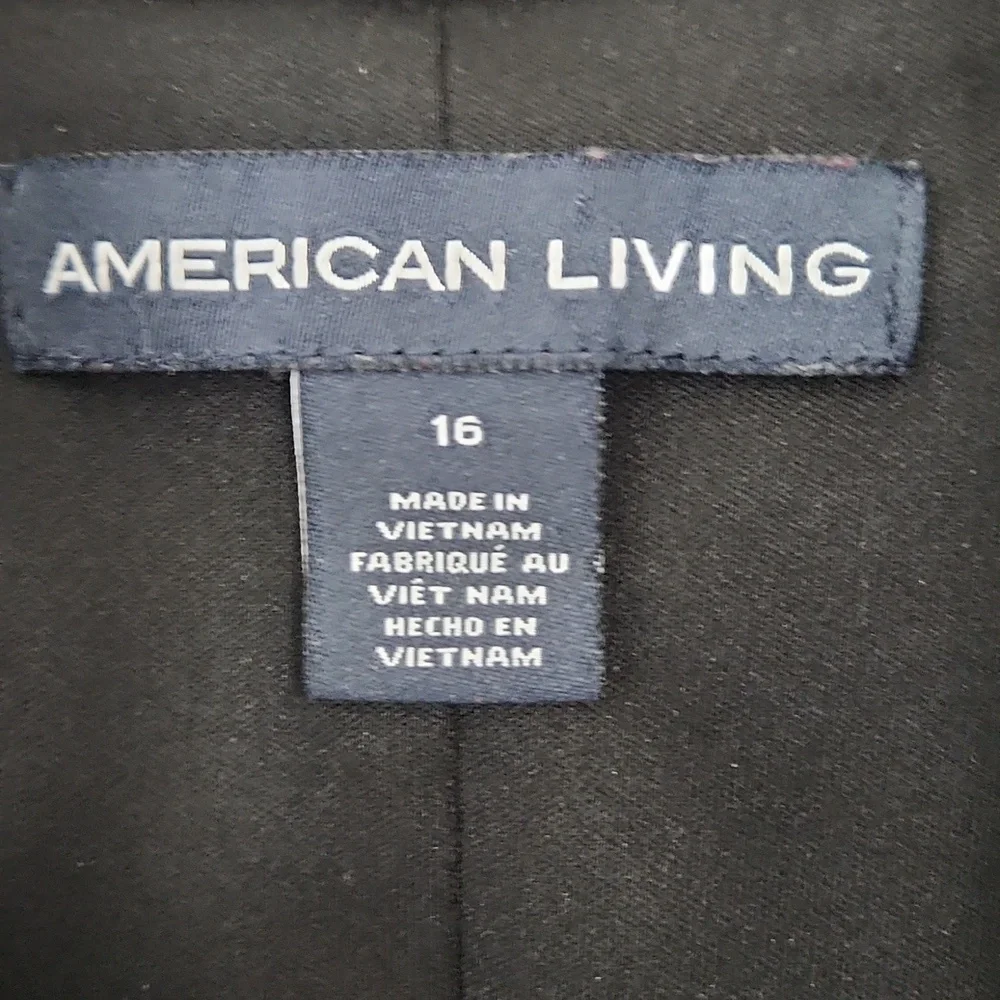 AMERICAN LIVING
16
MADE IN
VIETNAM
FABRIQUÉ AU
VIÊT NAM
HECHO EN
VIETNAM